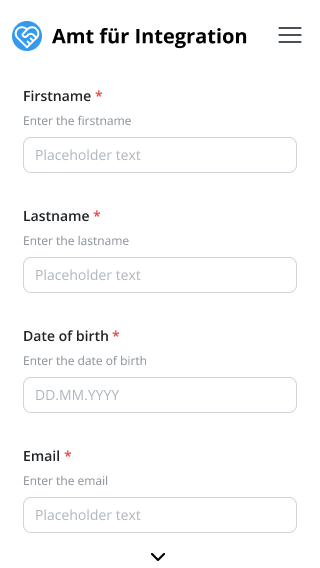 Amt für Integration
Firstname *
Enter the firstname
Placeholder text
Lastname *
Enter the lastname
Placeholder text
Date of birth *
Enter the date of birth
DD.MM.YYYY
Email *
Enter the email
Placeholder text